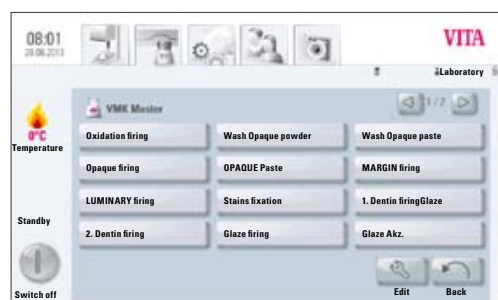 08:01
28.06.2013
VITA
Laboratory
VMK Master
1/2
0°C
Temperature
Oxidation firing
Wash Opaque powder
Wash Opaque paste
Opaque firing
OPAQUE Paste
MARGIN firing
LUMINARY firing
Stains fixation
1. Dentin firingGlaze
Standby
2. Dentin firing
Glaze firing
Glaze Akz.
Switch off
Edit
Back